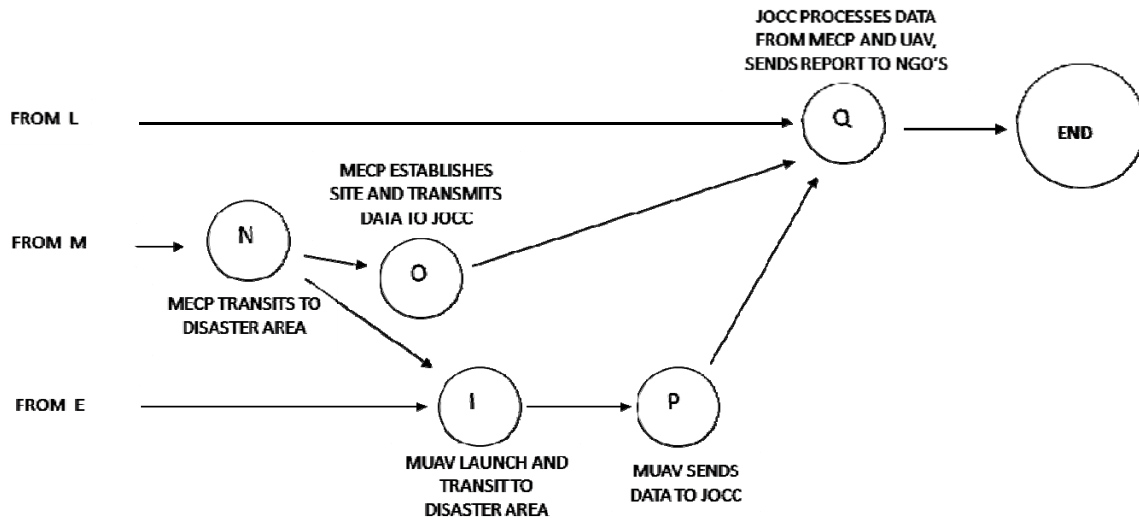 JOCC PROCESSES DATA
FROM MECP AND UAV,
SENDS REPORT TO NGO'S
FROM L
Q
END
MECP ESTABLISHES
SITE AND TRANSMITS
DATA TO JOCC
FROM M
N
O
MECP TRANSITS TO
DISASTER AREA
FROM E
I
P
MUAV LAUNCH AND
TRANSIT TO
DISASTER AREA
MUAV SENDS
DATA TO JOCC